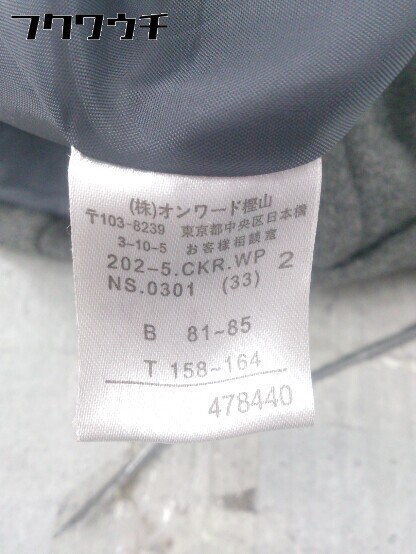 フクウクチ
(株)オンワード樫山
〒103-8239 東京都中央区日本橋
3-10-5 お客様相談室
202-5.CKR.WP 2
NS.0301 (33)
B 81~85
T 158~164
478440